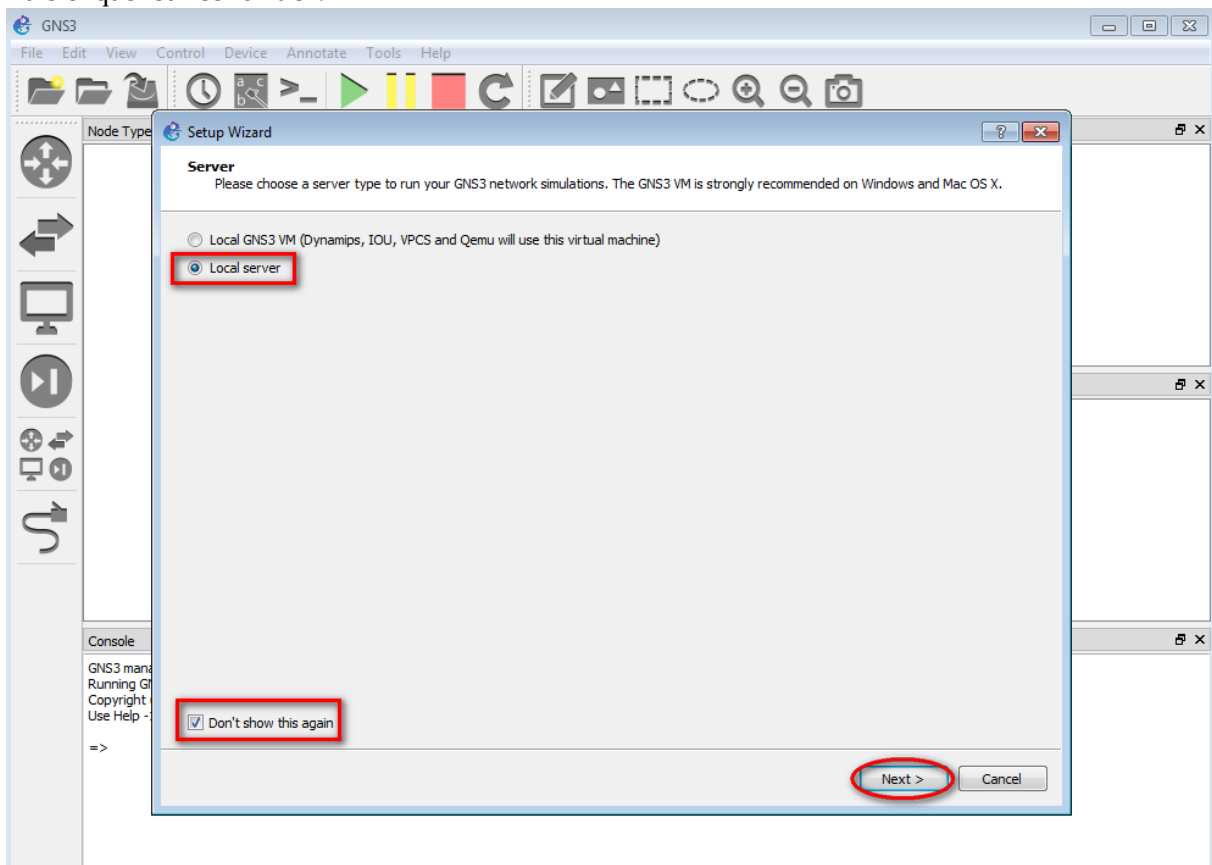 GNS3
File Edit View Control Device Annotate Tools Help
Node Type
Setup Wizard
Server
Please choose a server type to run your GNS3 network simulations. The GNS3 VM is strongly recommended on Windows and Mac OS X.
Local GNS3 VM (Dynamips, IOU, VPCS and Qemu will use this virtual machine)
Local server
Console
GNS3 mana
Running GN
Copyright (
Use Help -
=>
Don't show this again
Next > Cancel